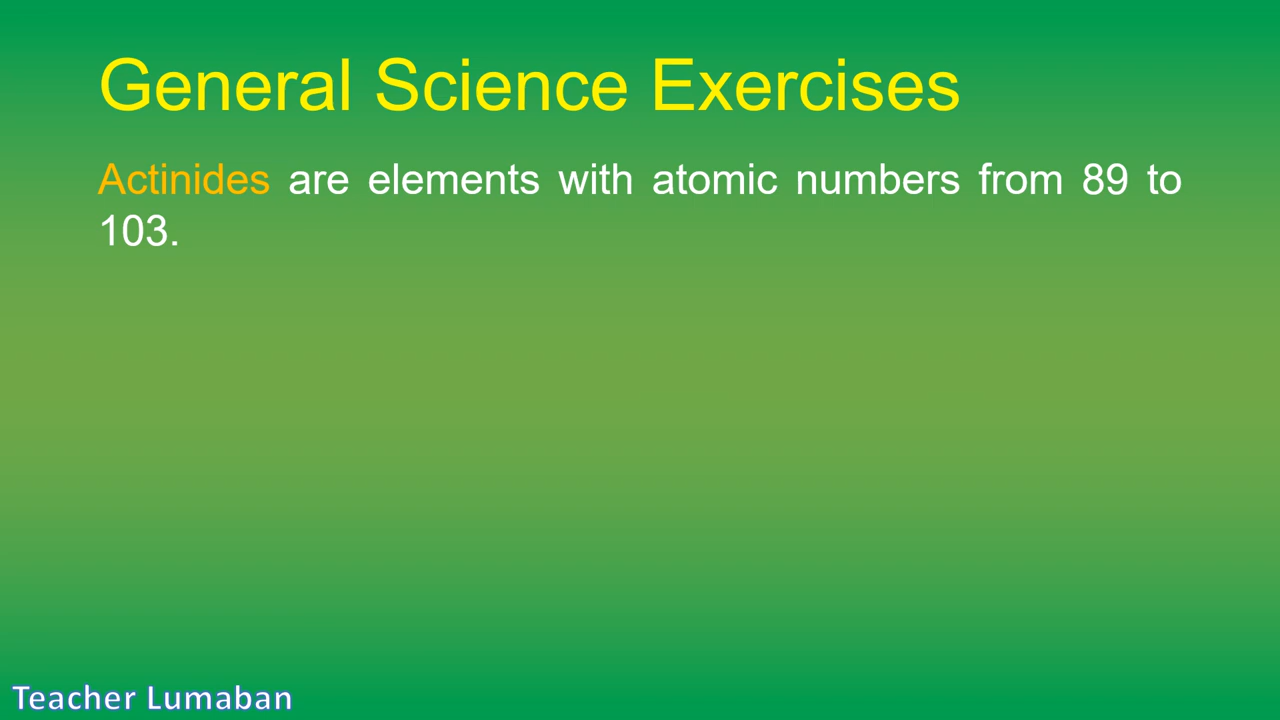 General Science Exercises
Actinides are elements with atomic numbers from 89 to
103.
Teacher Lumaban